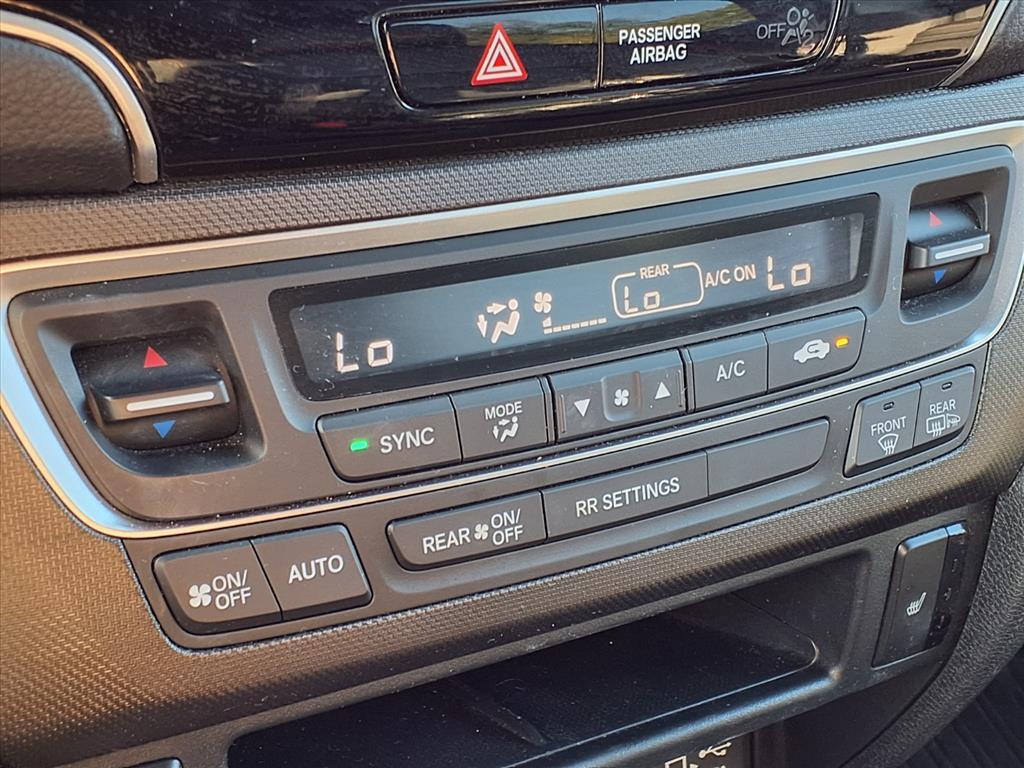 PASSENGER
AIRBAG
OFF
REAR
Lo
A/C ON
Lo
Lo
SYNC
MODE
A/C
FRONT
REAR
REAR ON/
OFF
RR SETTINGS
ON/
OFF
AUTO